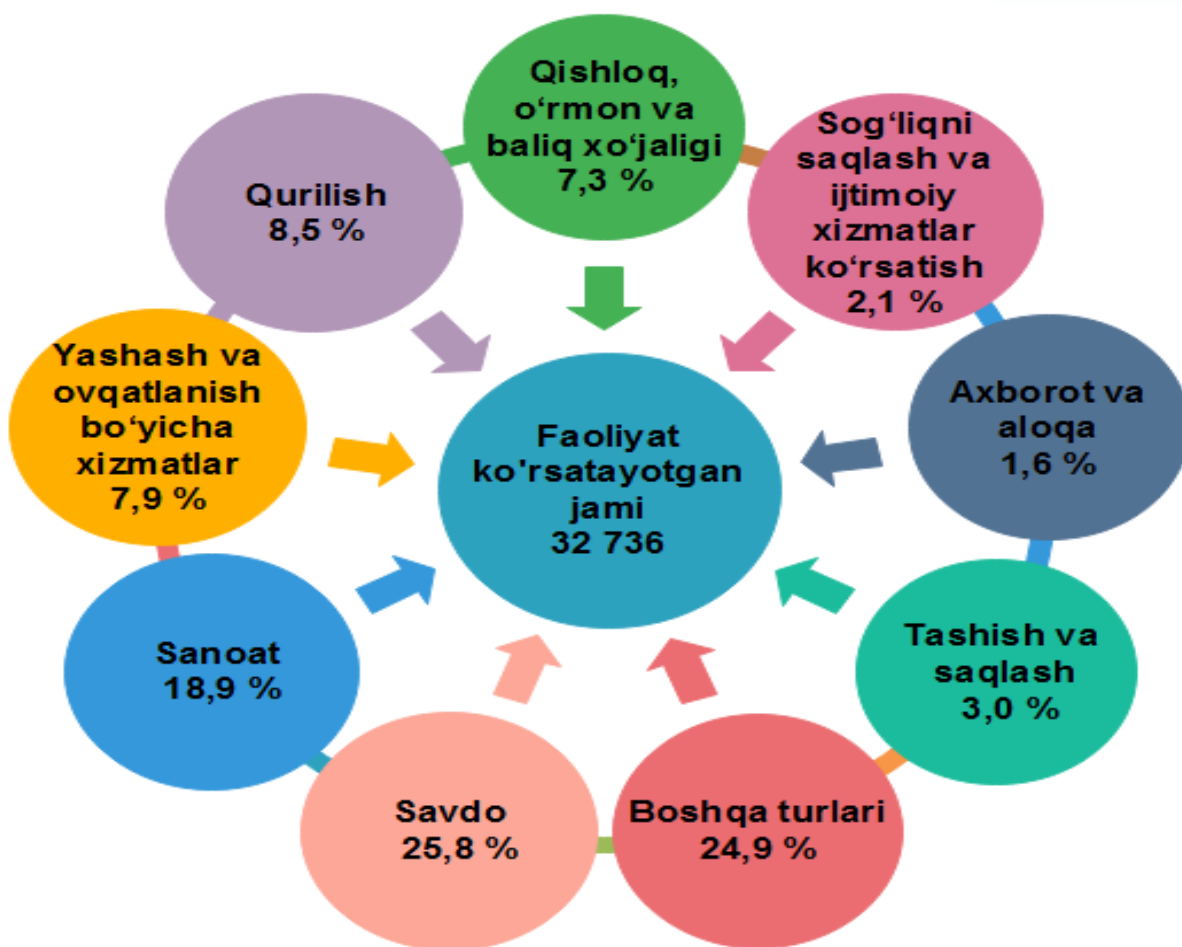 Qishloq,
o‘rmon va
baliq xo‘jaligi
7,3 %
Sog‘liqni
saqlash va
ijtimoiy
xizmatlar
ko‘rsatish
2,1 %
Qurilish
8,5 %
Yashash va
ovqatlanish
bo‘yicha
xizmatlar
7,9 %
Axborot va
aloqa
1,6 %
Faoliyat
ko'rsatayotgan
jami
32 736
Sanoat
18,9 %
Tashish va
saqlash
3,0 %
Savdo
25,8 %
Boshqa turlari
24,9 %